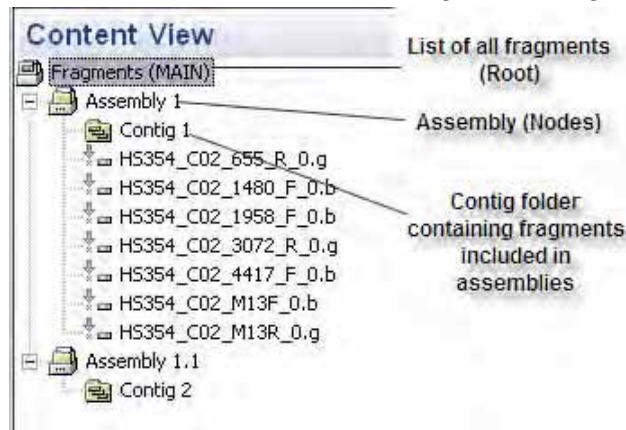 Content View
Fragments (MAIN)
Assembly 1
Contig 1
HS354_C02_655_R_0.g
HS354_C02_1480_F_0.b
HS354_C02_1958_F_0.b
HS354_C02_3072_R_0.g
HS354_C02_4417_F_0.b
HS354_C02_M13F_0.b
HS354_C02_M13R_0.g
Assembly 1.1
Contig 2
List of all fragments
(Root)
Assembly (Nodes)
Contig folder
containing fragments
included in
assemblies